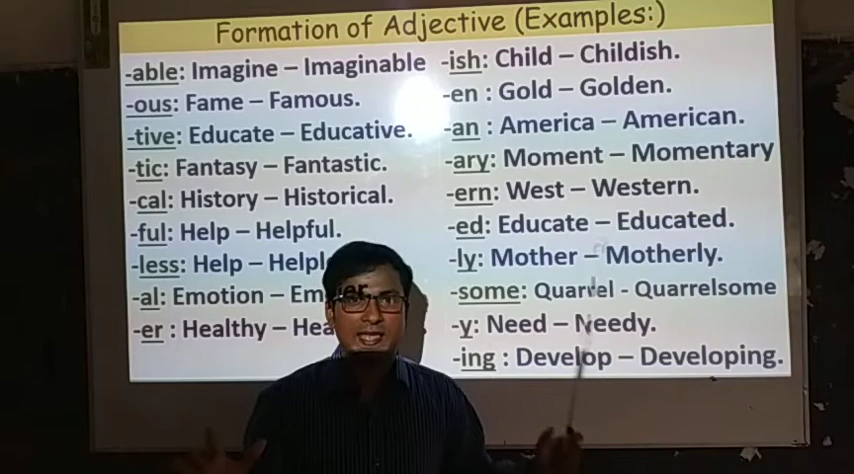 Formation of Adjective (Examples:)
-able: Imagine – Imaginable
-ous: Fame – Famous.
-tive: Educate – Educative.
-tic: Fantasy – Fantastic.
-cal: History – Historical.
-ful: Help – Helpful.
-less: Help – Helpl
-al: Emotion – Em
-er : Healthy – Hea
-ish: Child – Childish.
-en : Gold – Golden.
-an : America – American.
-ary: Moment – Momentary
-ern: West – Western.
-ed: Educate – Educated.
-ly: Mother – Motherly.
-some: Quarrel - Quarrelsome
-y: Need – Needy.
-ing : Develop – Developing.